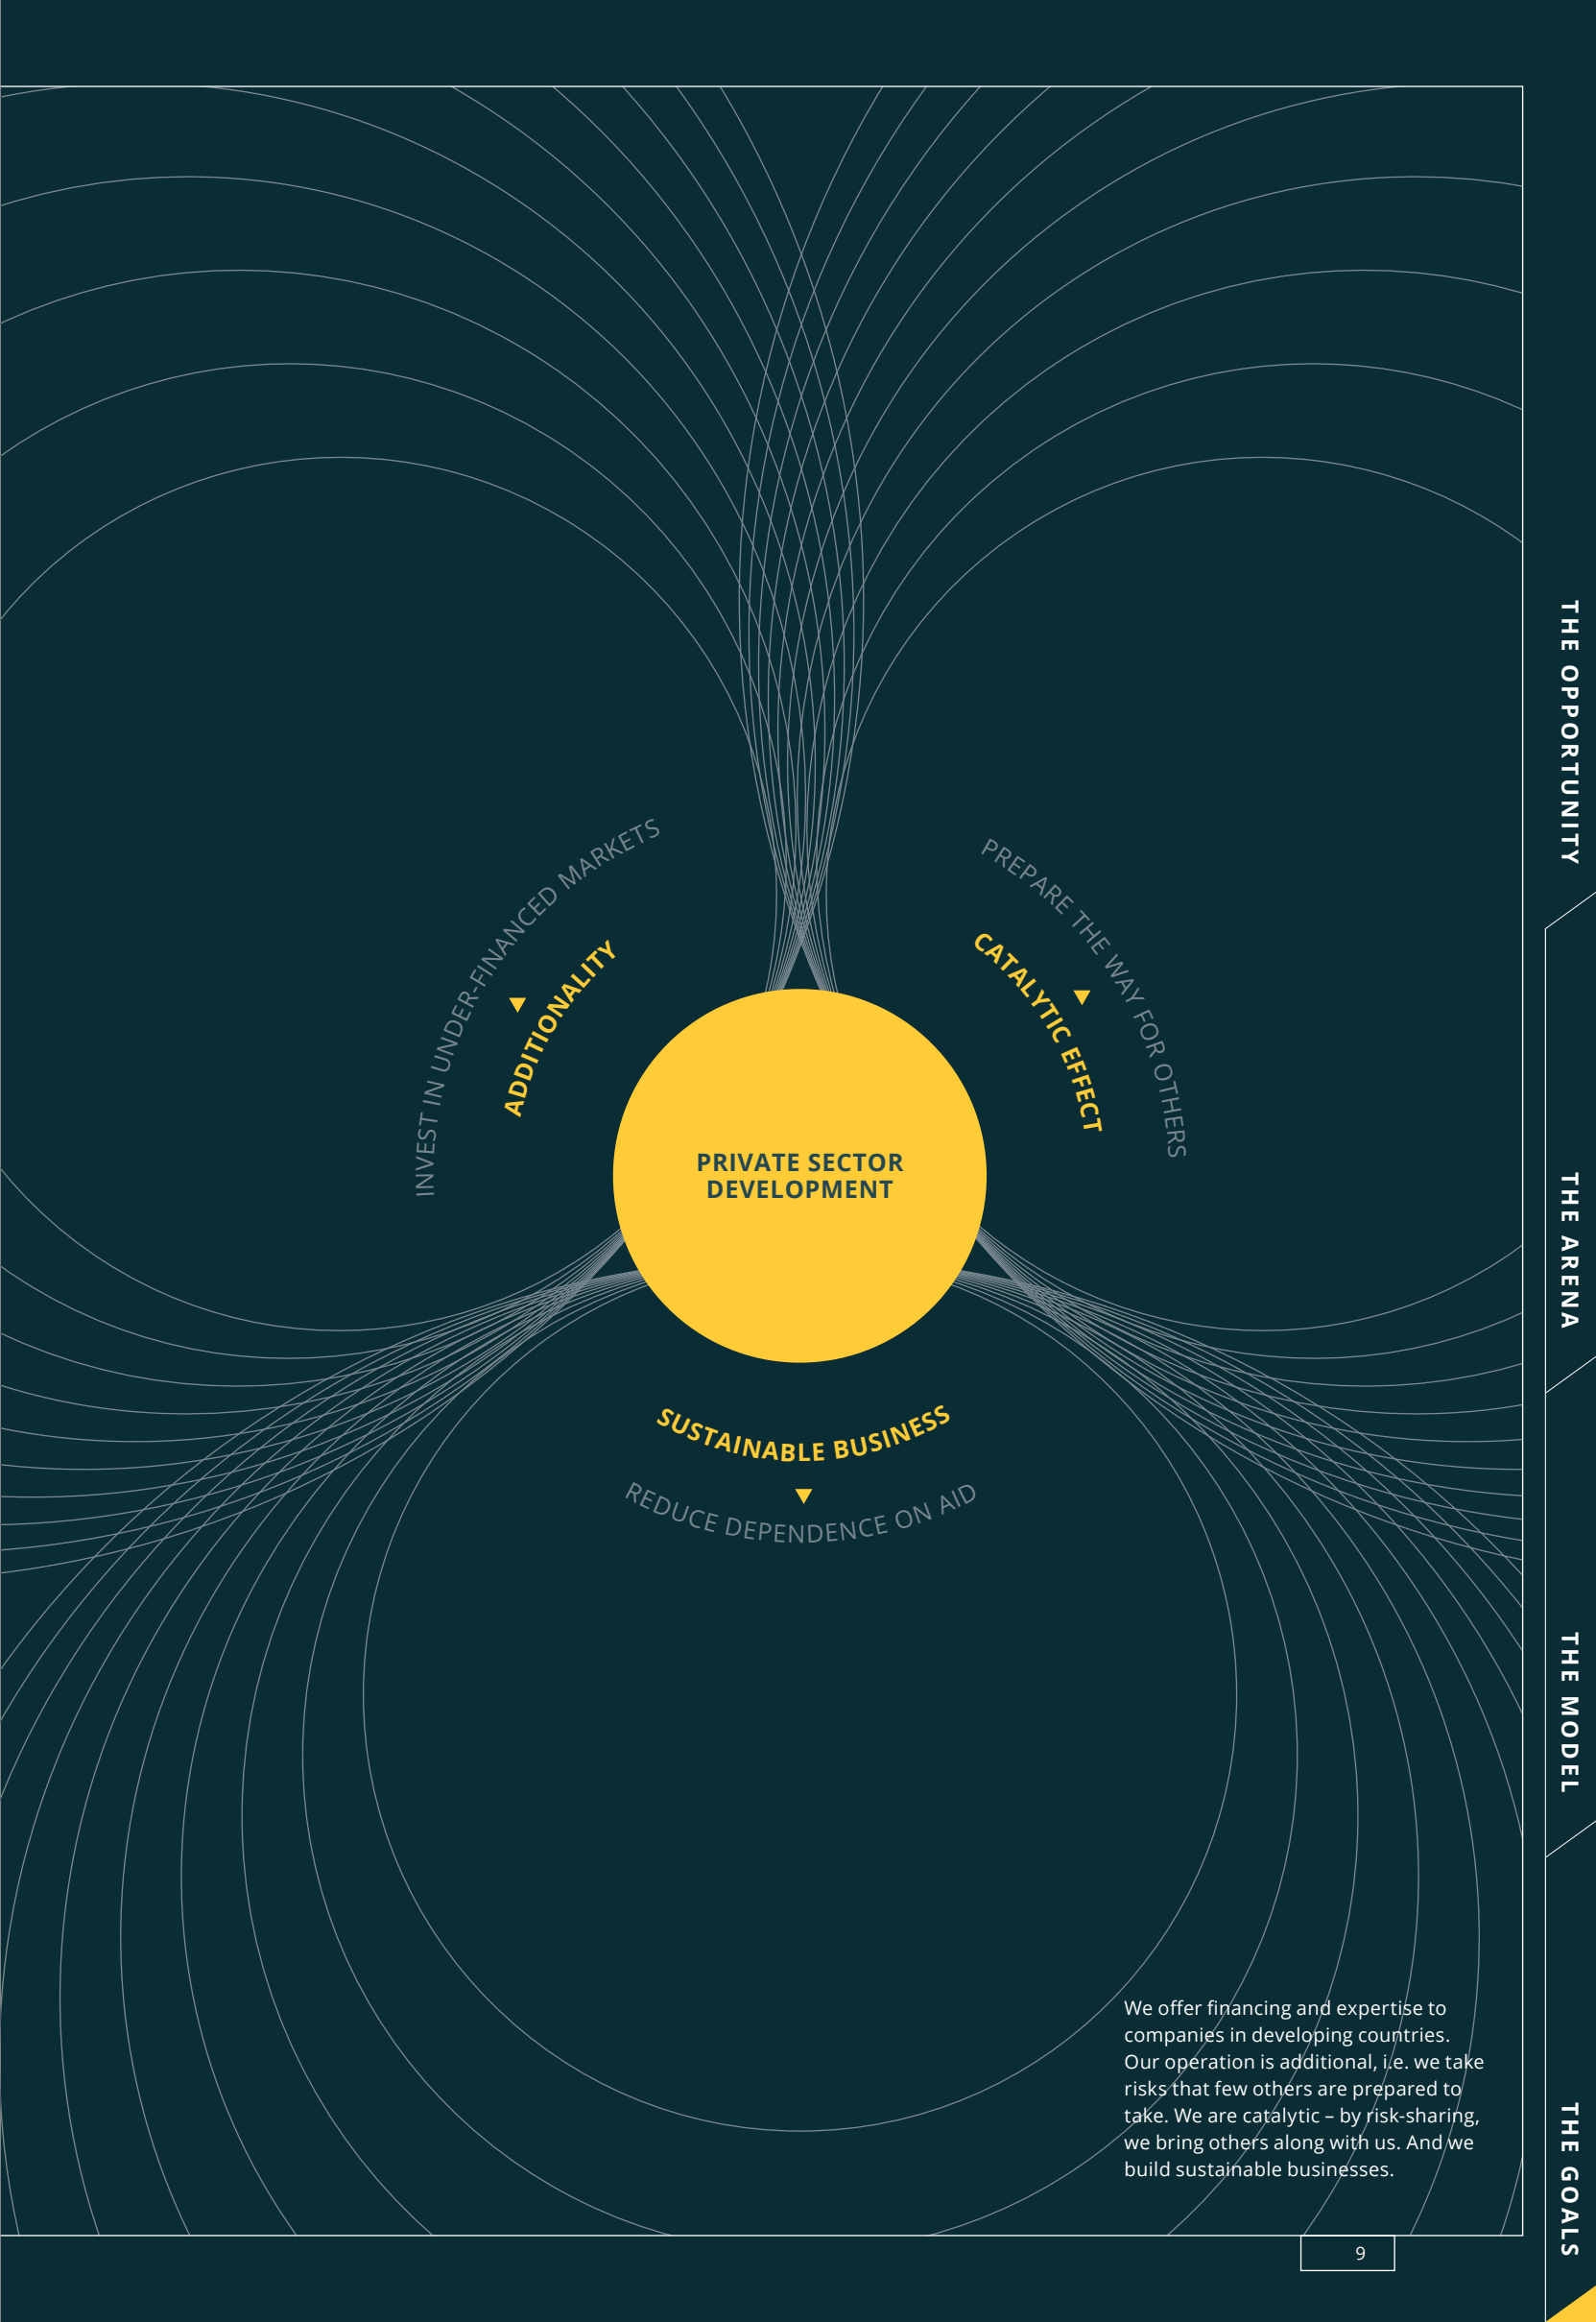 INVEST IN UNDER-FINANCED MARKETS
ADDITIONALITY
PREPARE THE WAY FOR OTHERS
CATALYTIC EFFECT
PRIVATE SECTOR
DEVELOPMENT
SUSTAINABLE BUSINESS
REDUCE DEPENDENCE ON AID
We offer financing and expertise to
companies in developing countries.
Our operation is additional, i.e. we take
risks that few others are prepared to
take. We are catalytic – by risk-sharing,
we bring others along with us. And we
build sustainable businesses.
9
THE OPPORTUNITY
THE ARENA
THE MODEL
THE GOALS